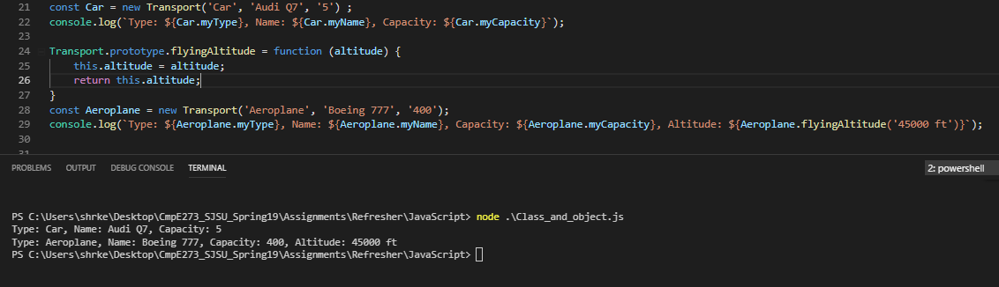 21 const Car = new Transport('Car', 'Audi Q7', '5') ;
22 console.log(`Type: ${Car.myType}, Name: ${Car.myName}, Capacity: ${Car.myCapacity}`);
23
24 Transport.prototype.flyingAltitude = function (altitude) {
25 this.altitude = altitude;
26 return this.altitude;
27 }
28 const Aeroplane = new Transport('Aeroplane', 'Boeing 777', '400');
29 console.log(`Type: ${Aeroplane.myType}, Name: ${Aeroplane.myName}, Capacity: ${Aeroplane.myCapacity}, Altitude: ${Aeroplane.flyingAltitude('45000 ft')}`);
30
31
PROBLEMS OUTPUT DEBUG CONSOLE TERMINAL 2: powershell
PS C:\Users\shrke\Desktop\CmpE273_SJSU_Spring19\Assignments\Refresher\JavaScript> node .\Class_and_object.js
Type: Car, Name: Audi Q7, Capacity: 5
Type: Aeroplane, Name: Boeing 777, Capacity: 400, Altitude: 45000 ft
PS C:\Users\shrke\Desktop\CmpE273_SJSU_Spring19\Assignments\Refresher\JavaScript>